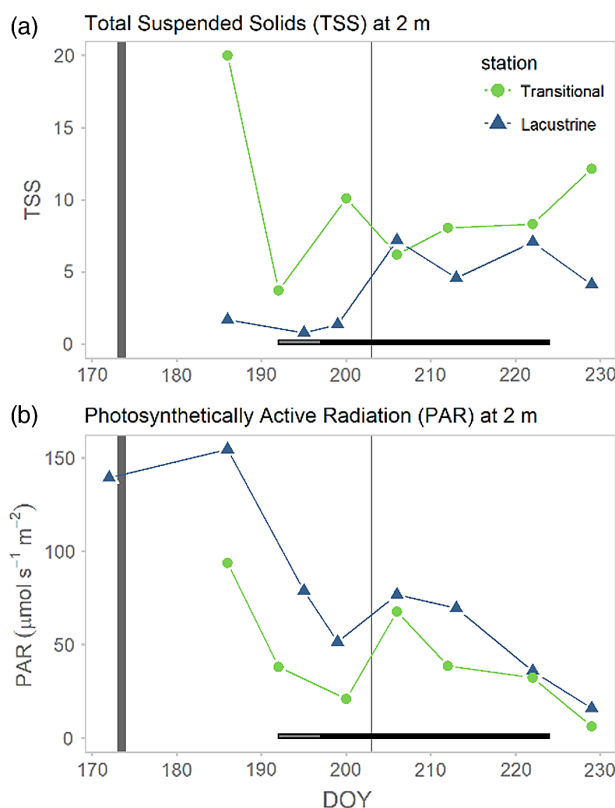 (a) Total Suspended Solids (TSS) at 2 m
20
15
10
5
0
TSS
station
Transitional
Lacustrine
170 180 190 200 210 220 230
(b) Photosynthetically Active Radiation (PAR) at 2 m
150
100
50
0
PAR (μmol s⁻¹ m⁻²)
170 180 190 200 210 220 230
DOY